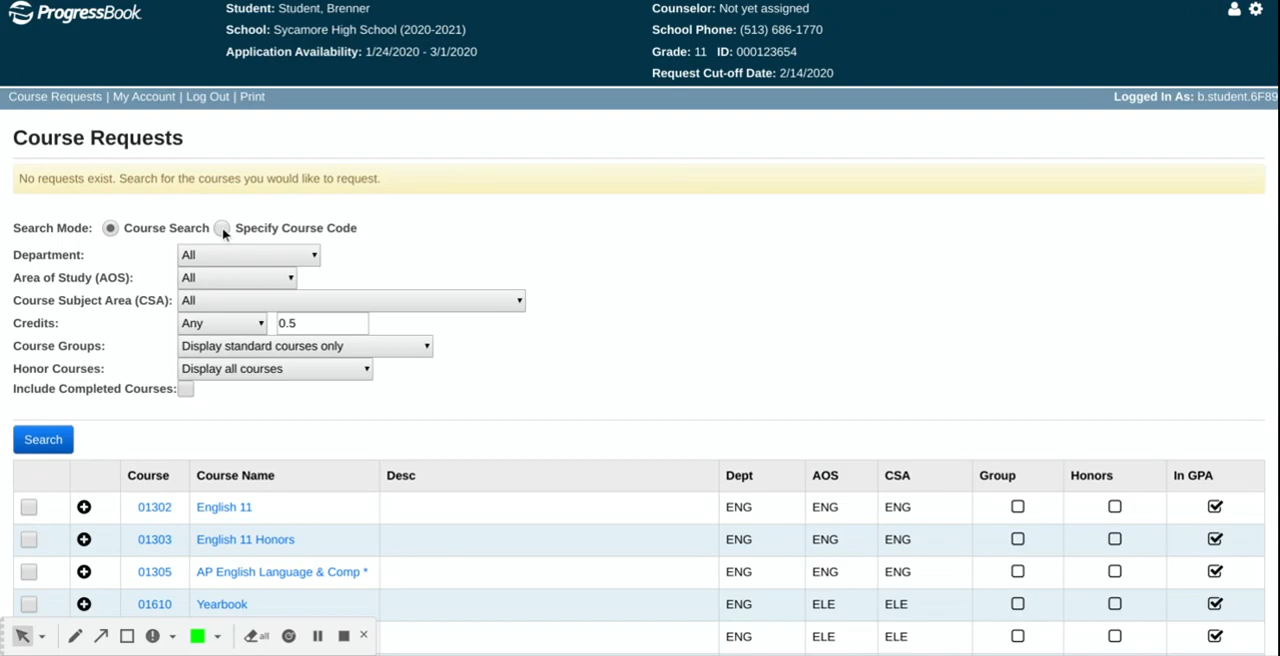 ProgressBook
Student: Student, Brenner
School: Sycamore High School (2020-2021)
Application Availability: 1/24/2020 - 3/1/2020
Counselor: Not yet assigned
School Phone: (513) 686-1770
Grade: 11 ID: 000123654
Request Cut-off Date: 2/14/2020
Course Requests | My Account | Log Out | Print
Logged In As: b.student.6F89
Course Requests
No requests exist. Search for the courses you would like to request.
Search Mode: Course Search Specify Course Code
Department: All
Area of Study (AOS): All
Course Subject Area (CSA): All
Credits: Any 0.5
Course Groups: Display standard courses only
Honor Courses: Display all courses
Include Completed Courses:
Search
Course Course Name Desc Dept AOS CSA Group Honors In GPA
01302 English 11 ENG ENG ENG
01303 English 11 Honors ENG ENG ENG
01305 AP English Language & Comp * ENG ENG ENG
01610 Yearbook ENG ELE ELE
ENG ELE ELE
all